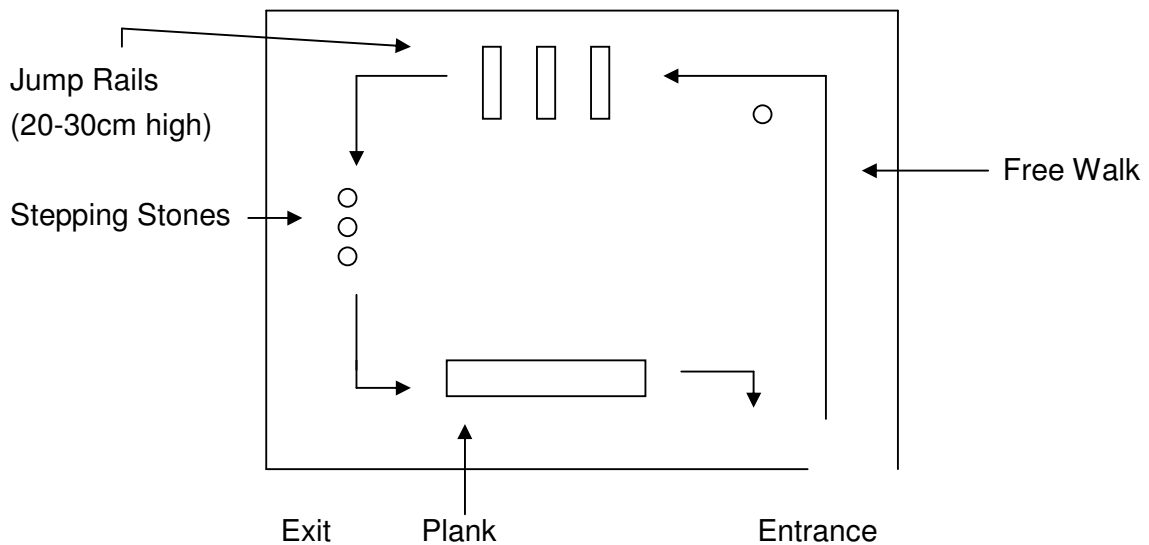 Jump Rails
(20-30cm high)
Free Walk
Stepping Stones
Exit
Plank
Entrance